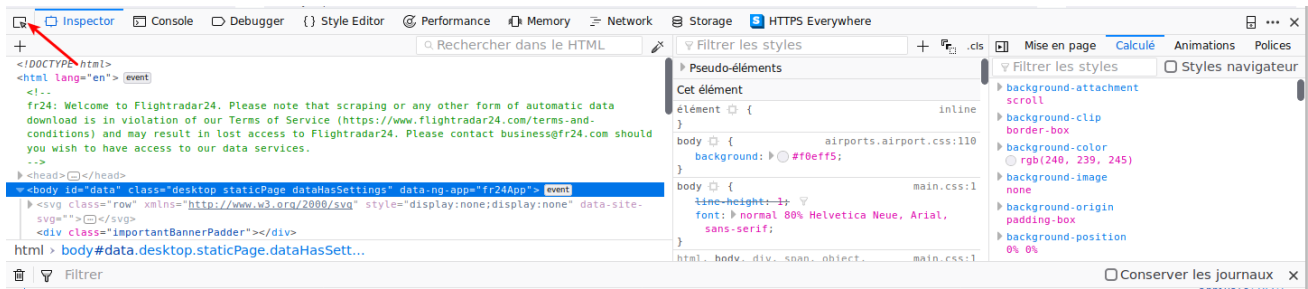 Inspector Console Debugger {} Style Editor Performance Memory Network Storage S HTTPS Everywhere
+ Rechercher dans le HTML Filtrer les styles + .cls Mise en page Calculé Animations Polices
<!DOCTYPE html>
<html lang="en"> event
<!--
fr24: Welcome to Flightradar24. Please note that scraping or any other form of automatic data
download is in violation of our Terms of Service (https://www.flightradar24.com/terms-and-
conditions) and may result in lost access to Flightradar24. Please contact business@fr24.com should
you wish to have access to our data services.
-->
<head>…</head>
<body id="data" class="desktop staticPage dataHasSettings" data-ng-app="fr24App"> event
<svg class="row" xmlns="http://www.w3.org/2000/svg" style="display:none;display:none" data-site-
svg="">…</svg>
<div class="importantBannerPadder"></div>
html › body#data.desktop.staticPage.dataHasSett...
Pseudo-éléments
Cet élément
élément { inline
}
body { airports.airport.css:110
background: #f0eff5;
}
body { main.css:1
line-height: 1;
font: normal 80% Helvetica Neue, Arial,
sans-serif;
}
html, body, div, span, object, main.css:1
Filtrer les styles Styles navigateur
background-attachment
scroll
background-clip
border-box
background-color
rgb(240, 239, 245)
background-image
none
background-origin
padding-box
background-position
0% 0%
Filtrer Conserver les journaux